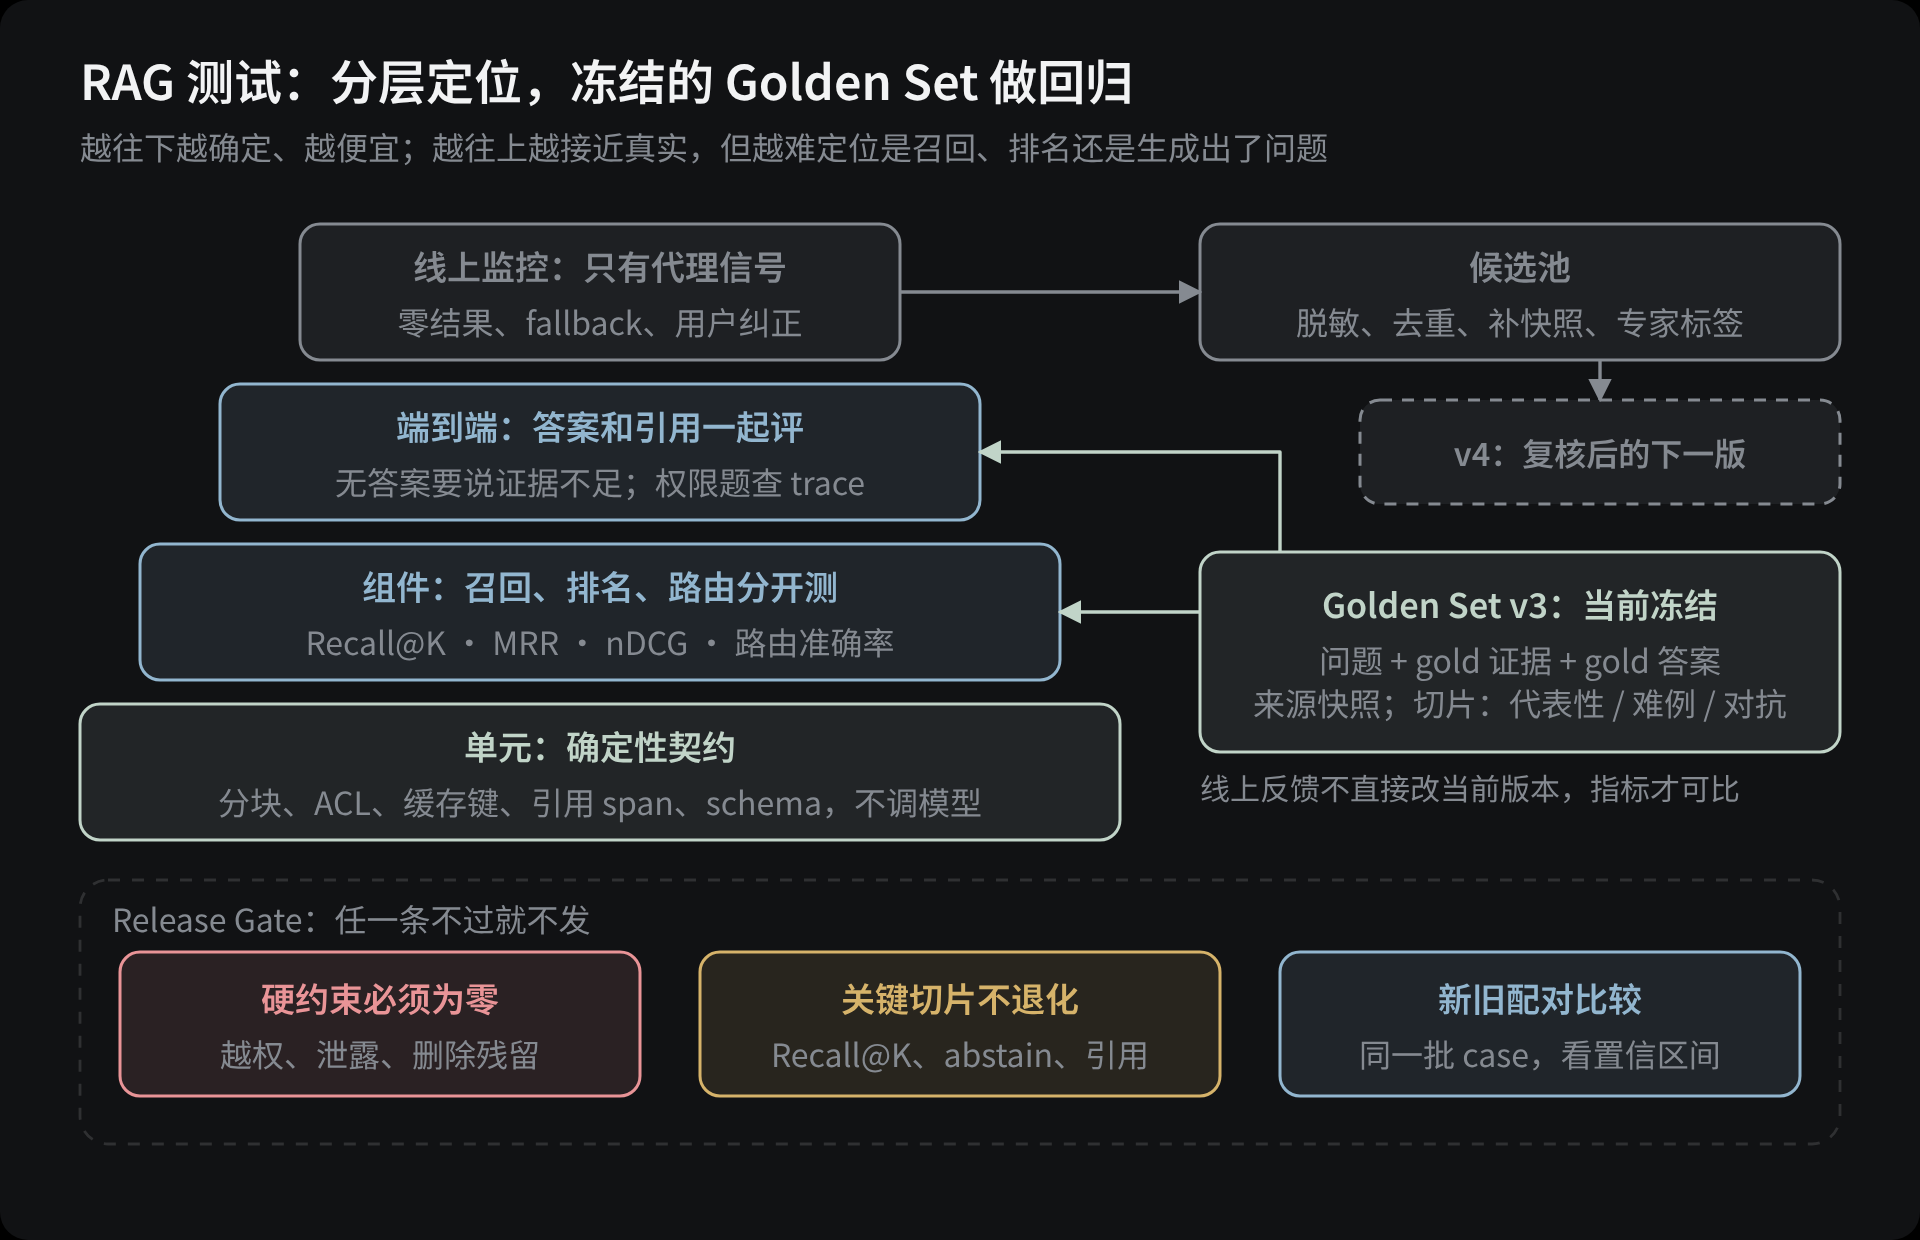 RAG 测试：分层定位，冻结的 Golden Set 做回归
越往下越确定、越便宜；越往上越接近真实，但越难定位是召回、排名还是生成出了问题
线上监控：只有代理信号
零结果、fallback、用户纠正
候选池
脱敏、去重、补快照、专家标签
端到端：答案和引用一起评
无答案要说证据不足；权限题查 trace
v4：复核后的下一版
组件：召回、排名、路由分开测
Recall@K · MRR · nDCG · 路由准确率
Golden Set v3：当前冻结
问题 + gold 证据 + gold 答案
来源快照；切片：代表性 / 难例 / 对抗
单元：确定性契约
分块、ACL、缓存键、引用 span、schema，不调模型
线上反馈不直接改当前版本，指标才可比
Release Gate：任一条不过就不发
硬约束必须为零
越权、泄露、删除残留
关键切片不退化
Recall@K、abstain、引用
新旧配对比较
同一批 case，看置信区间